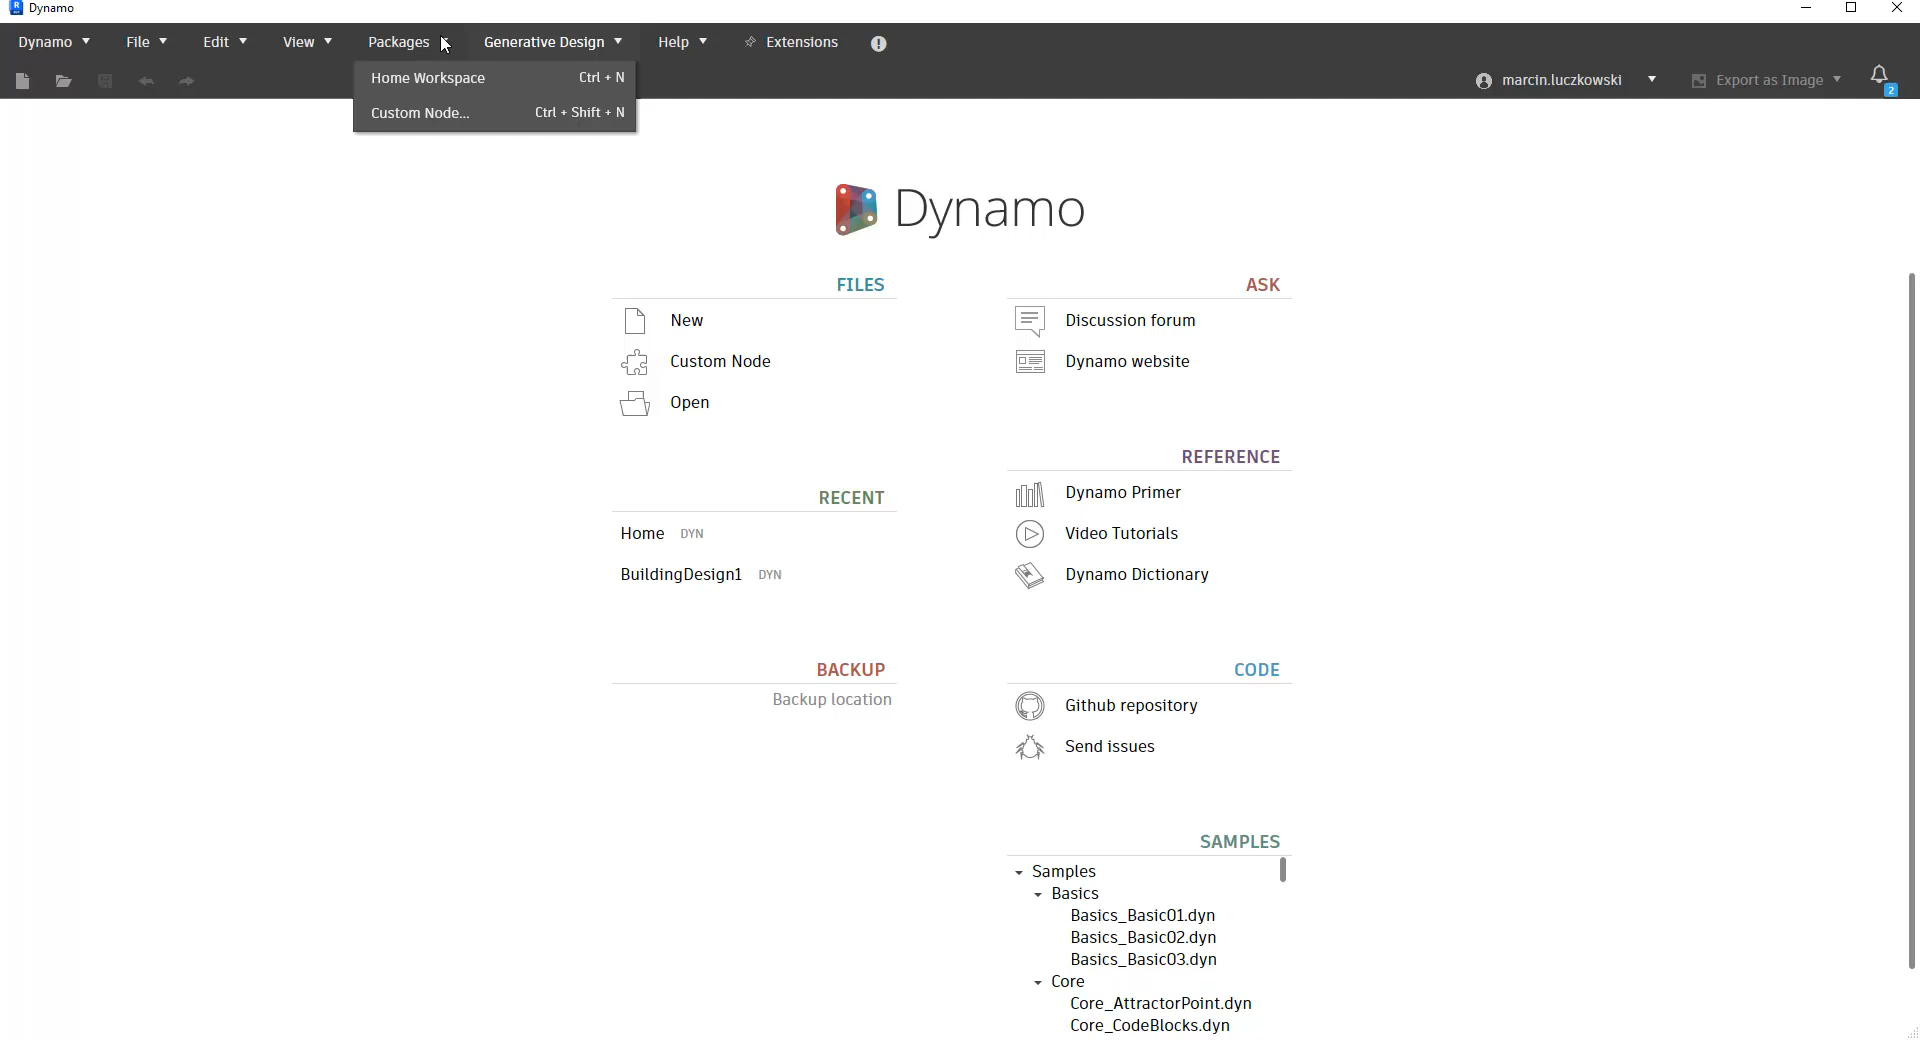 Dynamo
Dynamo File Edit View Packages Generative Design Help Extensions
Home Workspace Ctrl + N
Custom Node... Ctrl + Shift + N
marcin.luczkowski Export as Image 2
Dynamo
FILES
New
Custom Node
Open
RECENT
Home DYN
BuildingDesign1 DYN
BACKUP
Backup location
ASK
Discussion forum
Dynamo website
REFERENCE
Dynamo Primer
Video Tutorials
Dynamo Dictionary
CODE
Github repository
Send issues
SAMPLES
Samples
Basics
Basics_Basic01.dyn
Basics_Basic02.dyn
Basics_Basic03.dyn
Core
Core_AttractorPoint.dyn
Core_CodeBlocks.dyn